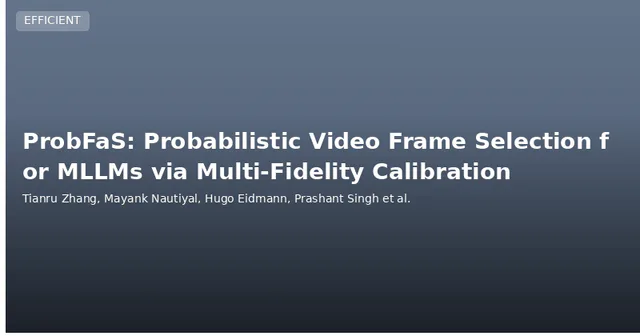 EFFICIENT
ProbFaS: Probabilistic Video Frame Selection f
or MLLMs via Multi-Fidelity Calibration
Tianru Zhang, Mayank Nautiyal, Hugo Eidmann, Prashant Singh et al.